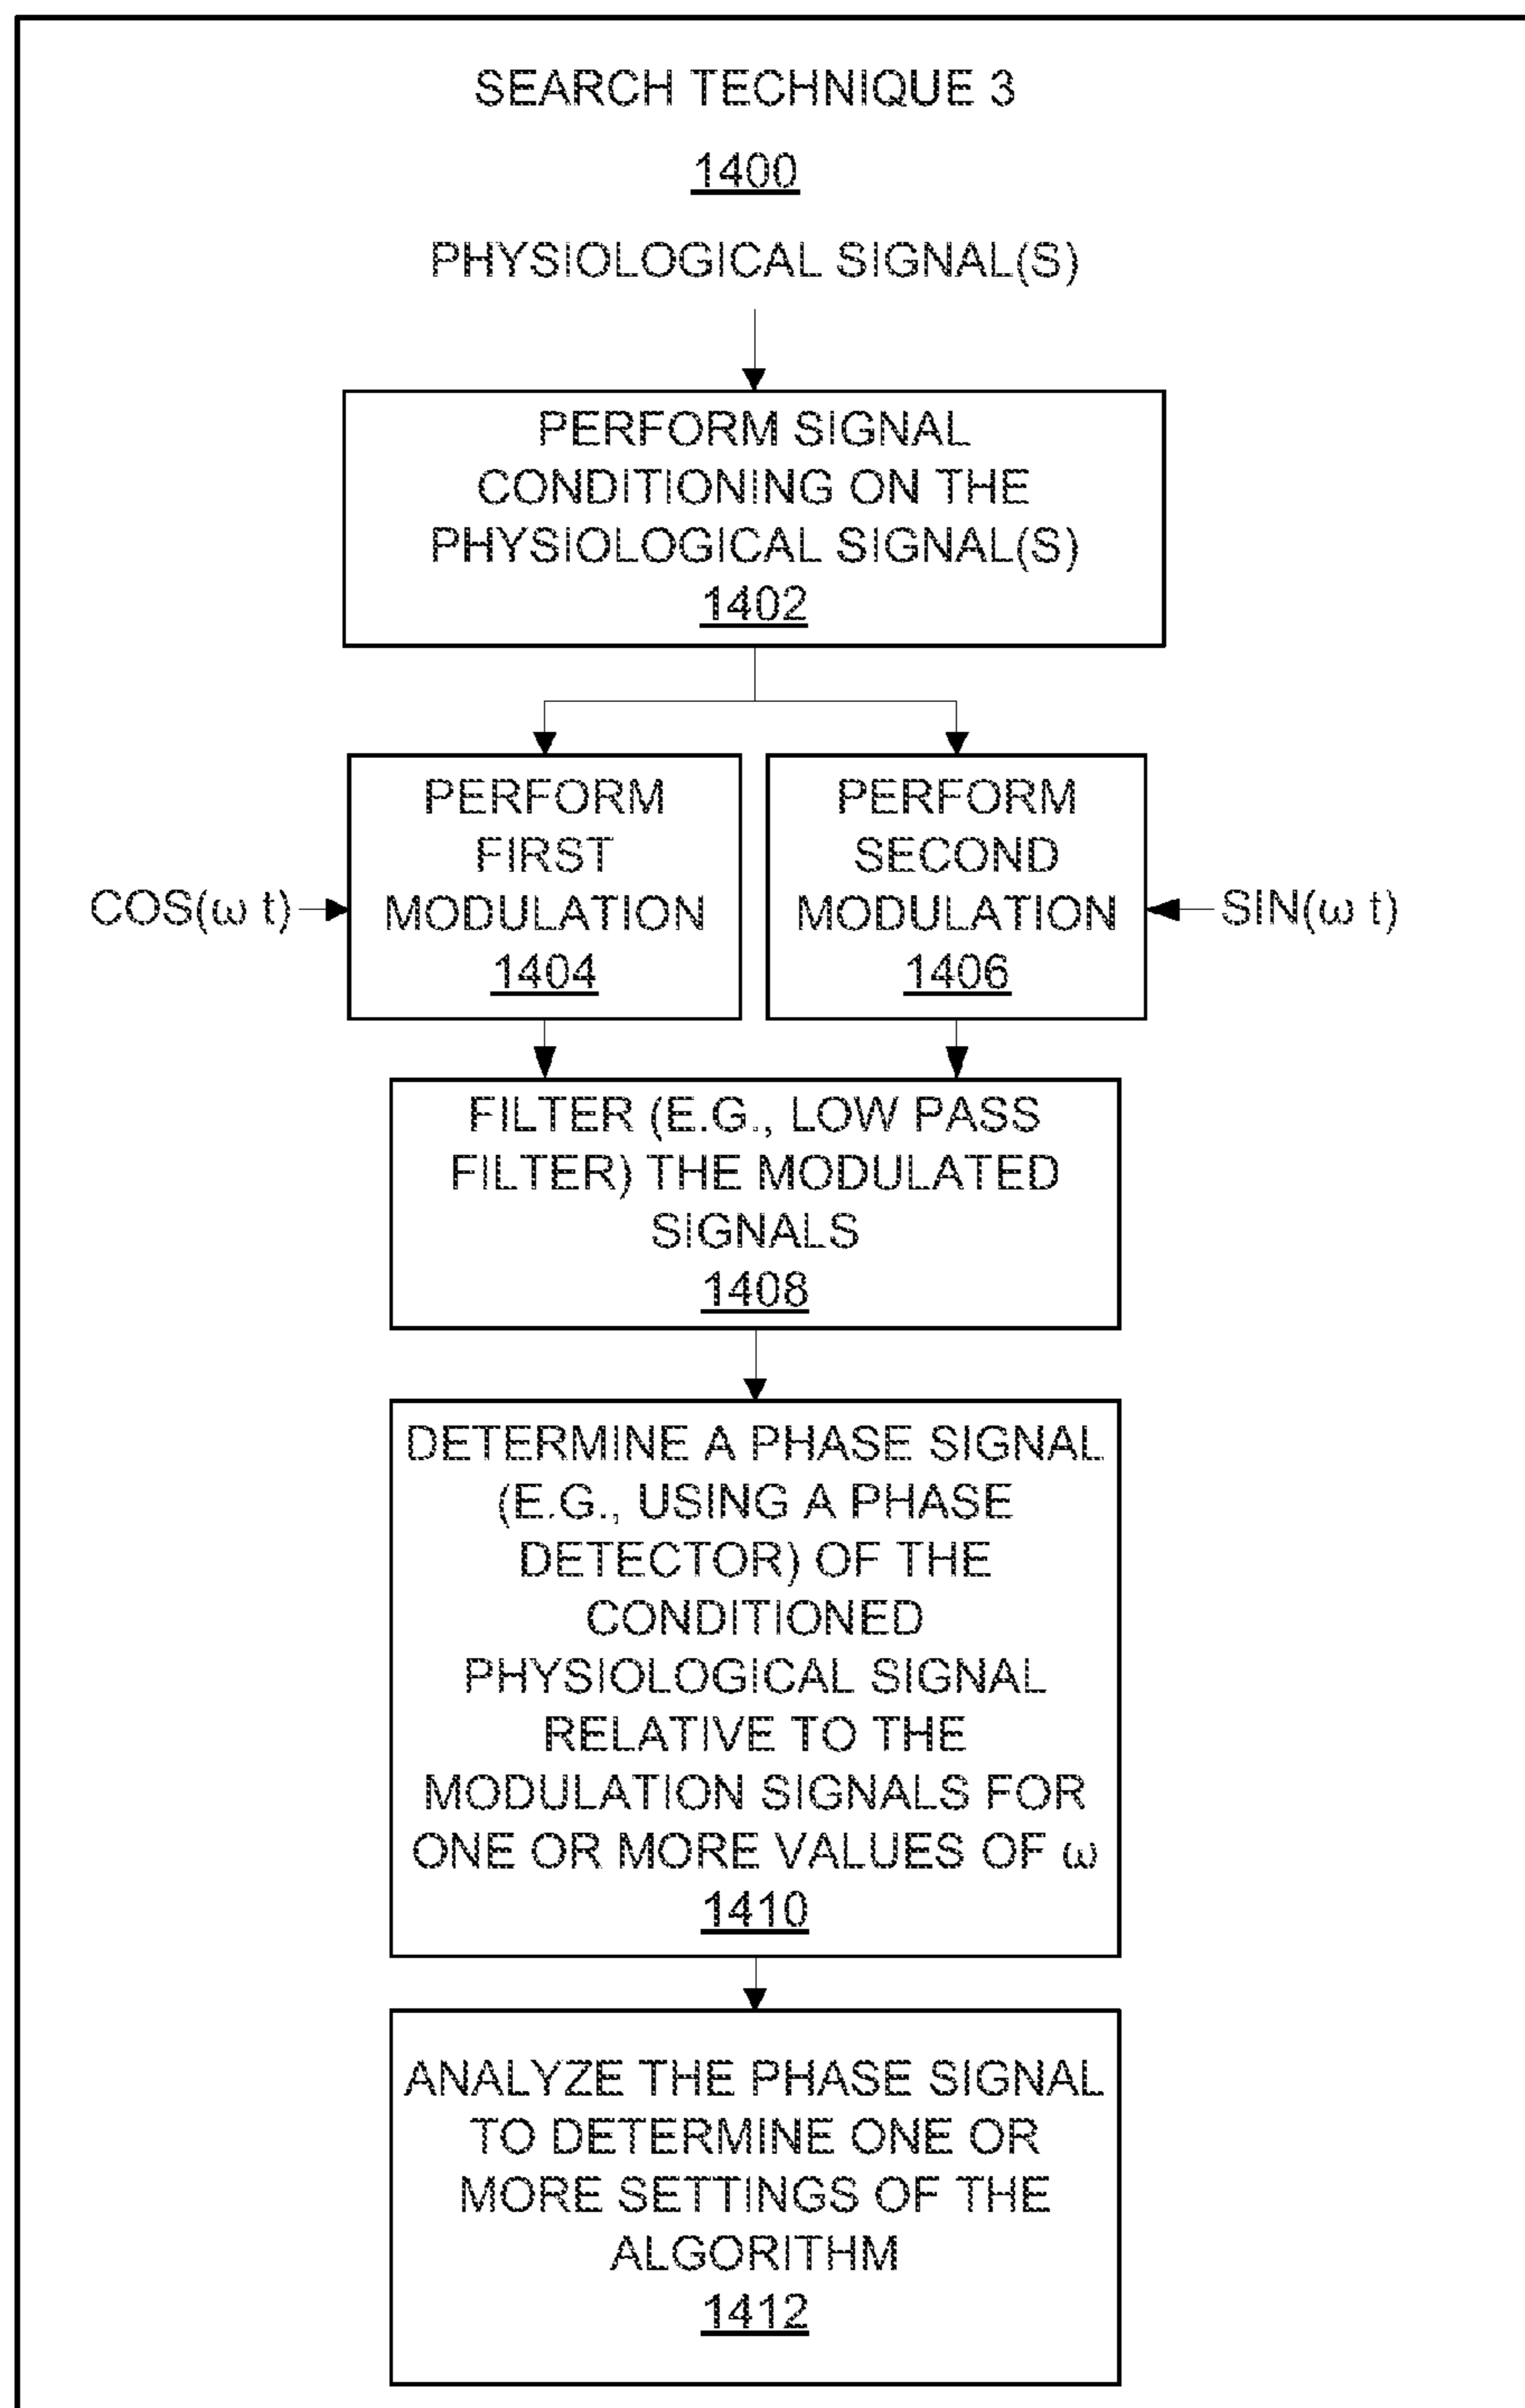 SEARCH TECHNIQUE 3
1400
PHYSIOLOGICAL SIGNAL(S)
PERFORM SIGNAL
CONDITIONING ON THE
PHYSIOLOGICAL SIGNAL(S)
1402
PERFORM
FIRST
MODULATION
1404
COS(ω t)
PERFORM
SECOND
MODULATION
1406
SIN(ω t)
FILTER (E.G., LOW PASS
FILTER) THE MODULATED
SIGNALS
1408
DETERMINE A PHASE SIGNAL
(E.G., USING A PHASE
DETECTOR) OF THE
CONDITIONED
PHYSIOLOGICAL SIGNAL
RELATIVE TO THE
MODULATION SIGNALS FOR
ONE OR MORE VALUES OF ω
1410
ANALYZE THE PHASE SIGNAL
TO DETERMINE ONE OR
MORE SETTINGS OF THE
ALGORITHM
1412